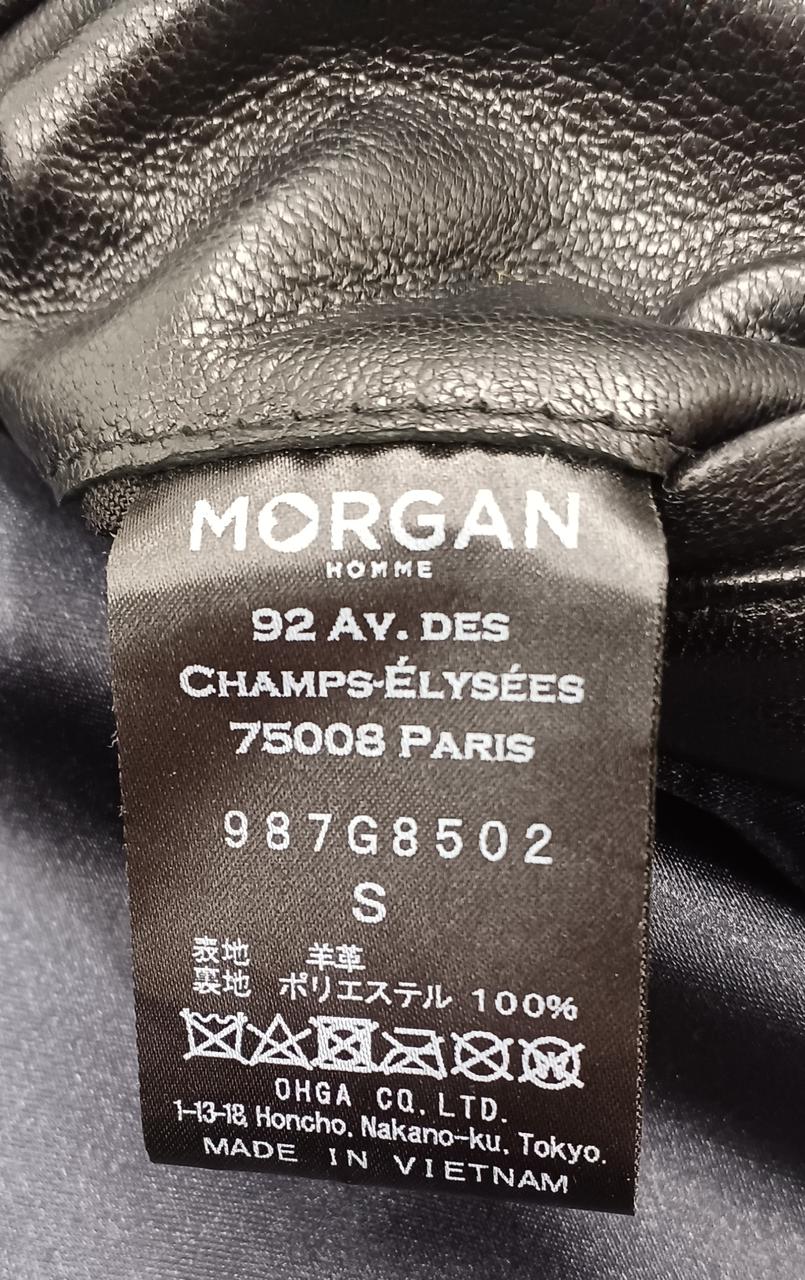 MORGAN
HOMME
92 AV. DES
CHAMPS-ÉLYSÉES
75008 PARIS
987G8502
S
表地 羊革
裏地 ポリエステル 100%
OHGA CO.LTD.
1-13-18, Honcho. Nakano-ku, Tokyo.
MADE IN VIETNAM